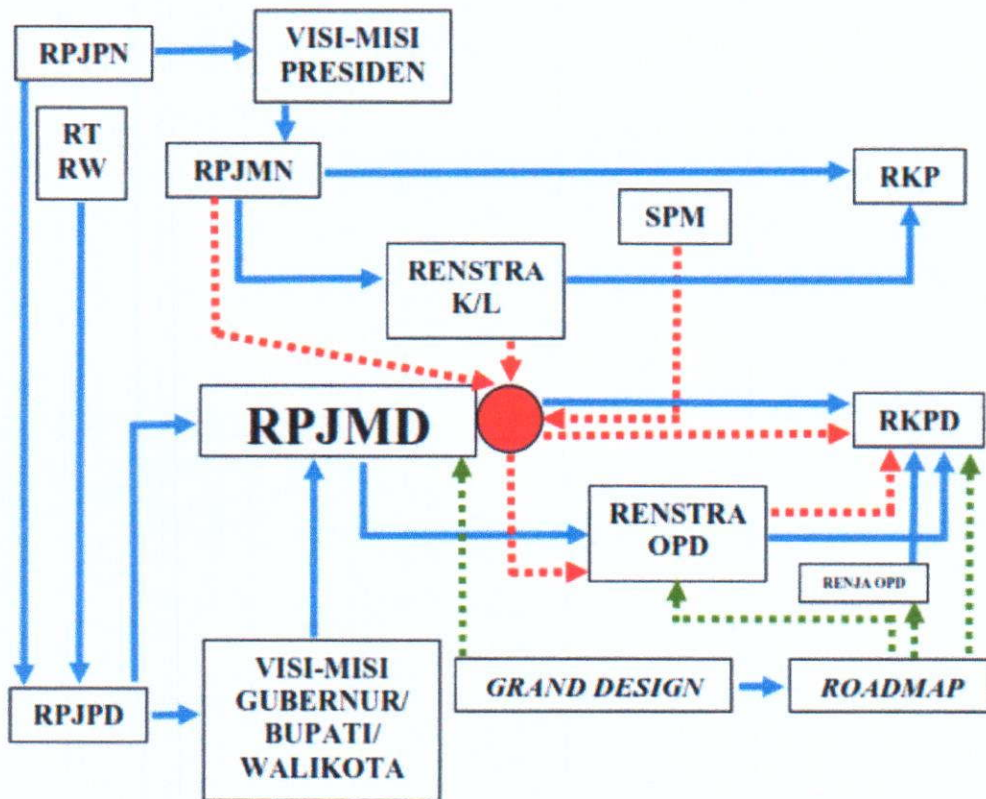 RPJPN
VISI-MISI
PRESIDEN
RT
RW
RPJMN
RKP
SPM
RENSTRA
K/L
RPJMD
RKPD
RENSTRA
OPD
RENJA OPD
VISI-MISI
GUBERNUR/
BUPATI/
WALIKOTA
GRAND DESIGN
ROADMAP
RPJPD